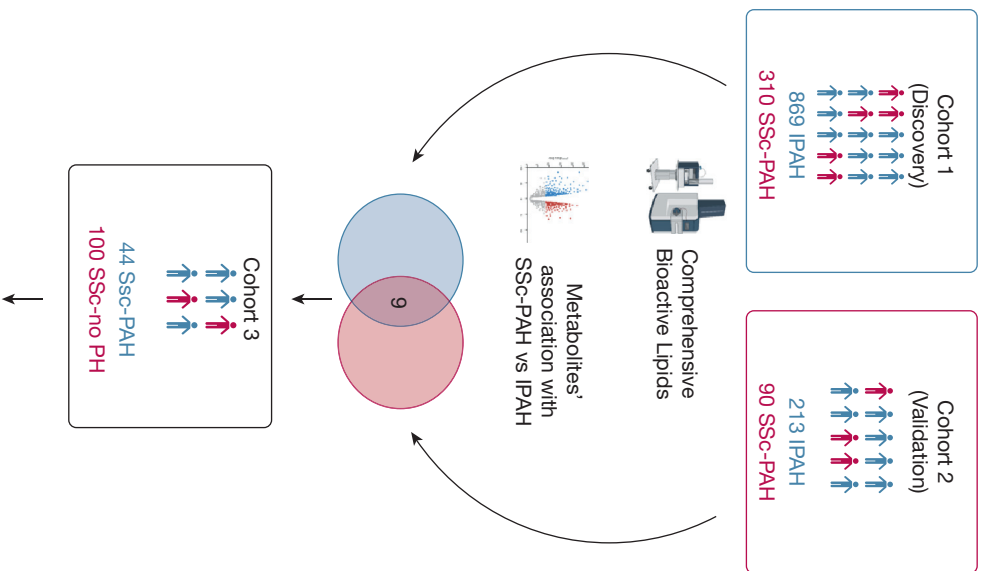 Cohort 1
(Discovery)
869 IPAH
310 SSc-PAH
Cohort 2
(Validation)
213 IPAH
90 SSc-PAH
Comprehensive
Bioactive Lipids
Metabolites'
association with
SSc-PAH vs IPAH
9
Cohort 3
44 Ssc-PAH
100 SSc-no PH